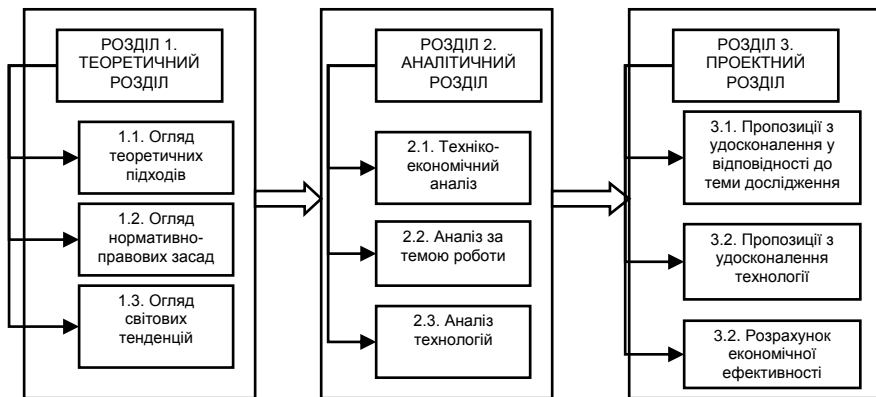 РОЗДІЛ 1.
ТЕОРЕТИЧНИЙ
РОЗДІЛ
1.1. Огляд
теоретичних
підходів
1.2. Огляд
нормативно-
правових засад
1.3. Огляд
світових
тенденцій
РОЗДІЛ 2.
АНАЛІТИЧНИЙ
РОЗДІЛ
2.1. Техніко-
економічний
аналіз
2.2. Аналіз за
темою роботи
2.3. Аналіз
технологій
РОЗДІЛ 3.
ПРОЕКТНИЙ
РОЗДІЛ
3.1. Пропозиції з
удосконалення у
відповідності до
теми дослідження
3.2. Пропозиції з
удосконалення
технології
3.2. Розрахунок
економічної
ефективності